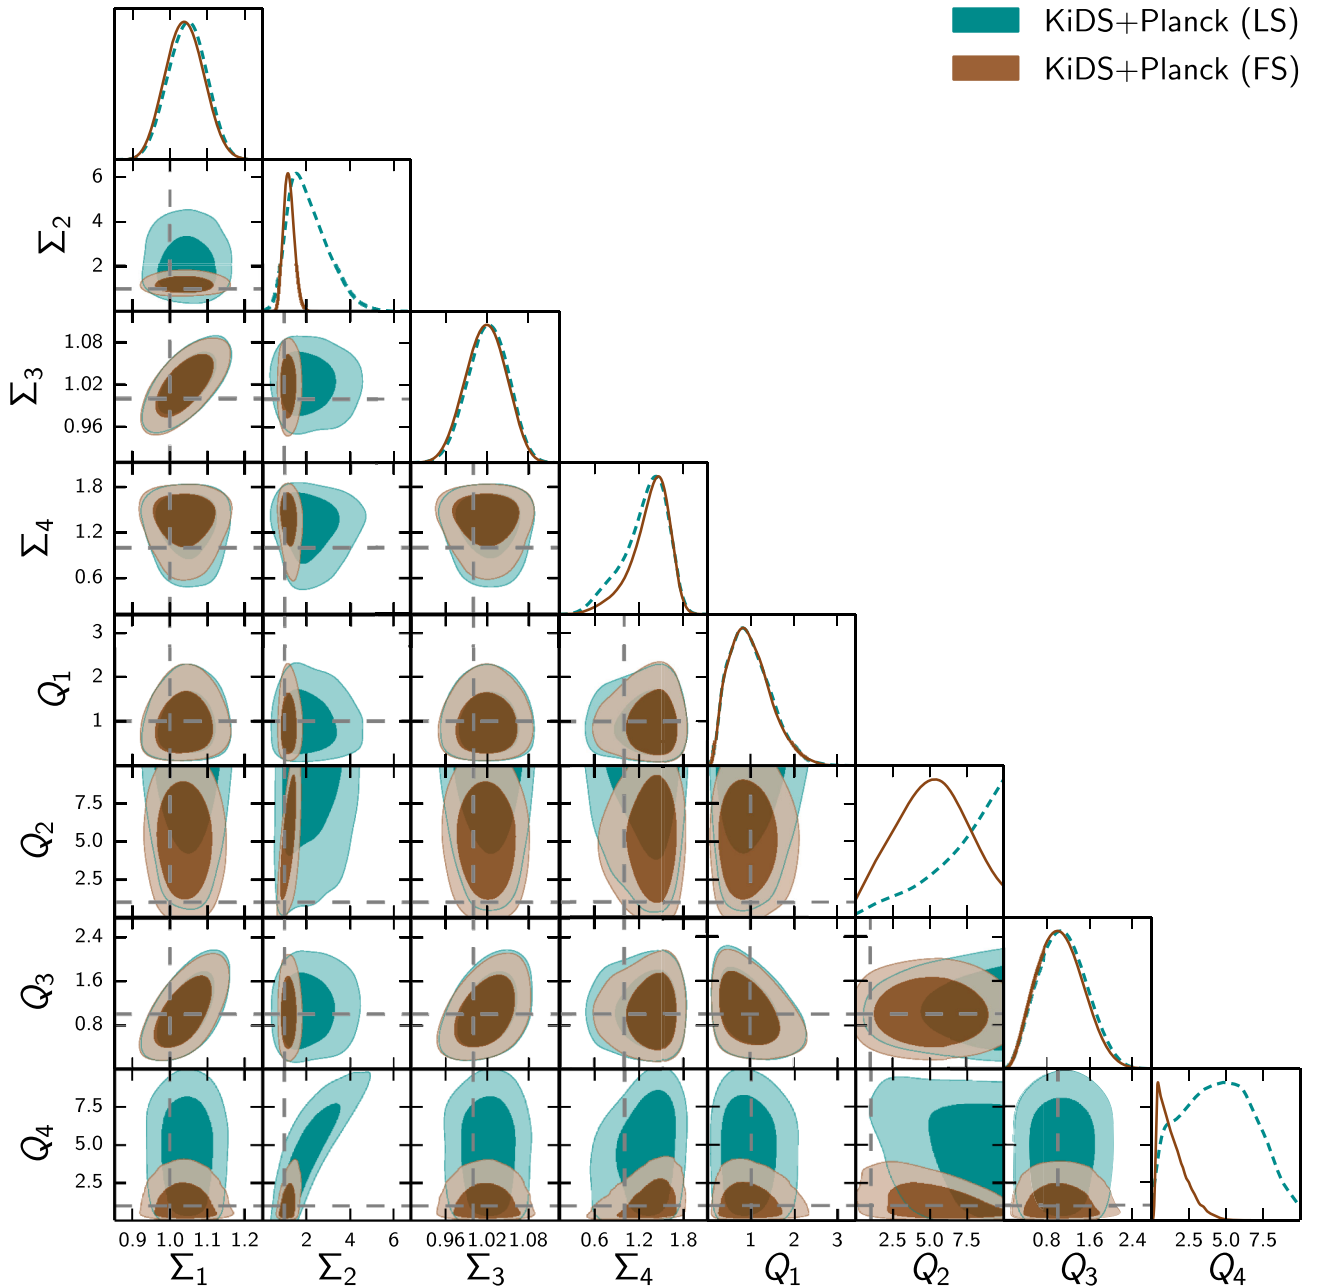 KiDS+Planck (LS)
KiDS+Planck (FS)
6
4
2
Σ2
1.08
1.02
0.96
Σ3
1.8
1.2
0.6
Σ4
3
2
1
Q1
7.5
5.0
2.5
Q2
2.4
1.6
0.8
Q3
7.5
5.0
2.5
Q4
0.9 1.0 1.1 1.2 2 4 6 0.96 1.02 1.08 0.6 1.2 1.8 1 2 3 2.5 5.0 7.5 0.8 1.6 2.4 2.5 5.0 7.5
Σ1 Σ2 Σ3 Σ4 Q1 Q2 Q3 Q4